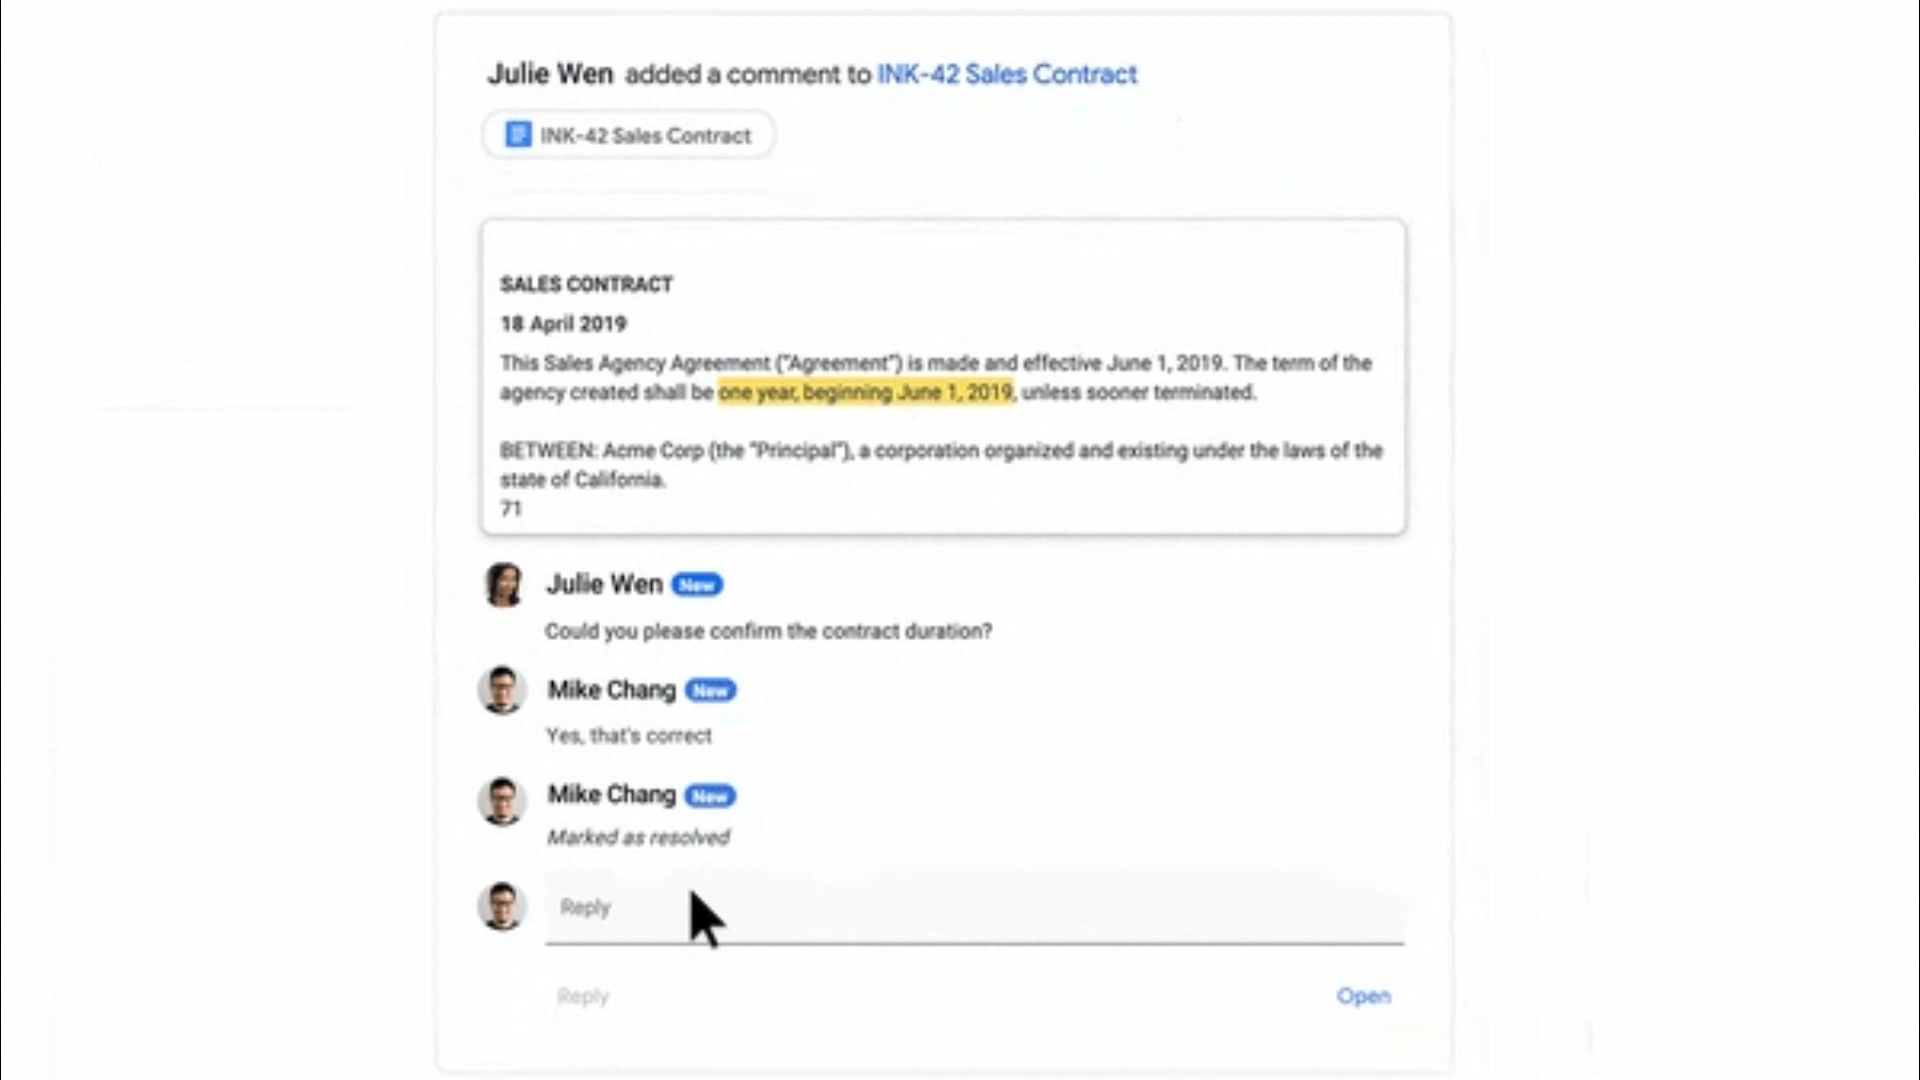 Julie Wen added a comment to INK-42 Sales Contract
INK-42 Sales Contract
SALES CONTRACT
18 April 2019
This Sales Agency Agreement ("Agreement") is made and effective June 1, 2019. The term of the
agency created shall be one year, beginning June 1, 2019, unless sooner terminated.
BETWEEN: Acme Corp (the "Principal"), a corporation organized and existing under the laws of the
state of California.
71
Julie Wen New
Could you please confirm the contract duration?
Mike Chang New
Yes, that's correct
Mike Chang New
Marked as resolved
Reply
Reply Open